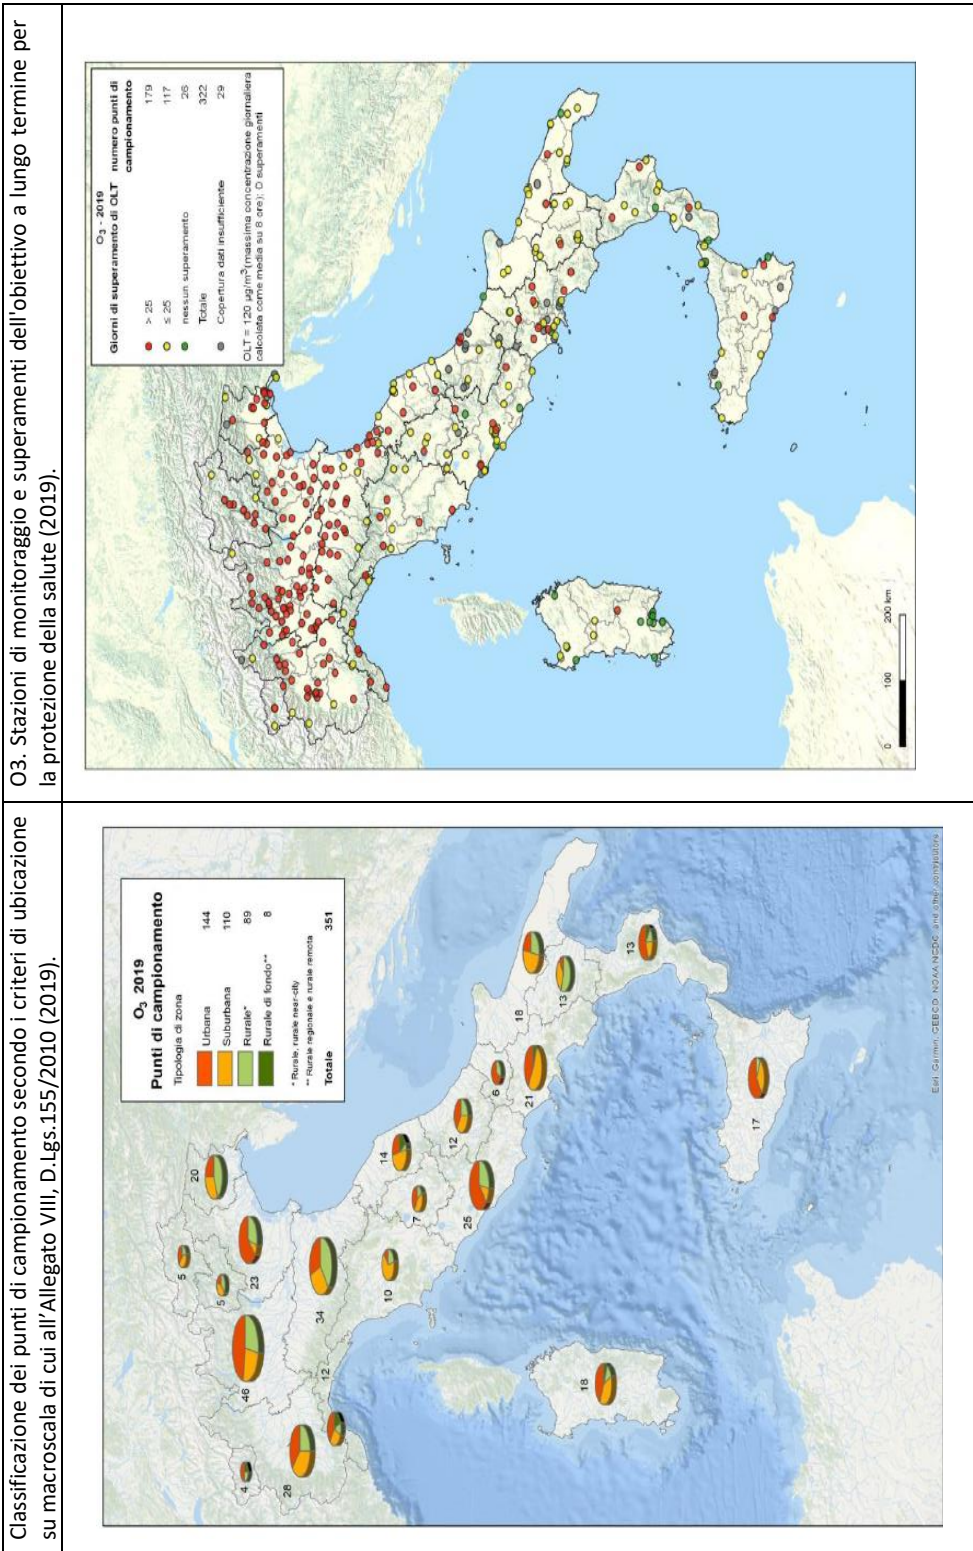 Classificazione dei punti di campionamento secondo i criteri di ubicazione
su macroscala di cui all'Allegato VIII, D.Lgs.155/2010 (2019).
O3. Stazioni di monitoraggio e superamenti dell'obiettivo a lungo termine per
la protezione della salute (2019).
O3 2019
Punti di campionamento
Tipologia di zona
Urbana 144
Suburbana 110
Rurale* 89
Rurale di fondo** 8
* Rurale, rurale near-city
** Rurale regionale e rurale remota
Totale 351
5
20
5
23
46
4
28
12
34
10
14
7
12
25
6
18
21
13
13
18
17
Esri, Garmin, GEBCO, NOAA NGDC, and other contributors
O3 - 2019
Giorni di superamento di OLT numero punti di
campionamento
> 25 179
≤ 25 117
nessun superamento 26
Totale 322
Copertura dati insufficiente 29
OLT = 120 µg/m³ (massima concentrazione giornaliera
calcolata come media su 8 ore); 0 superamenti
0 100 200 km